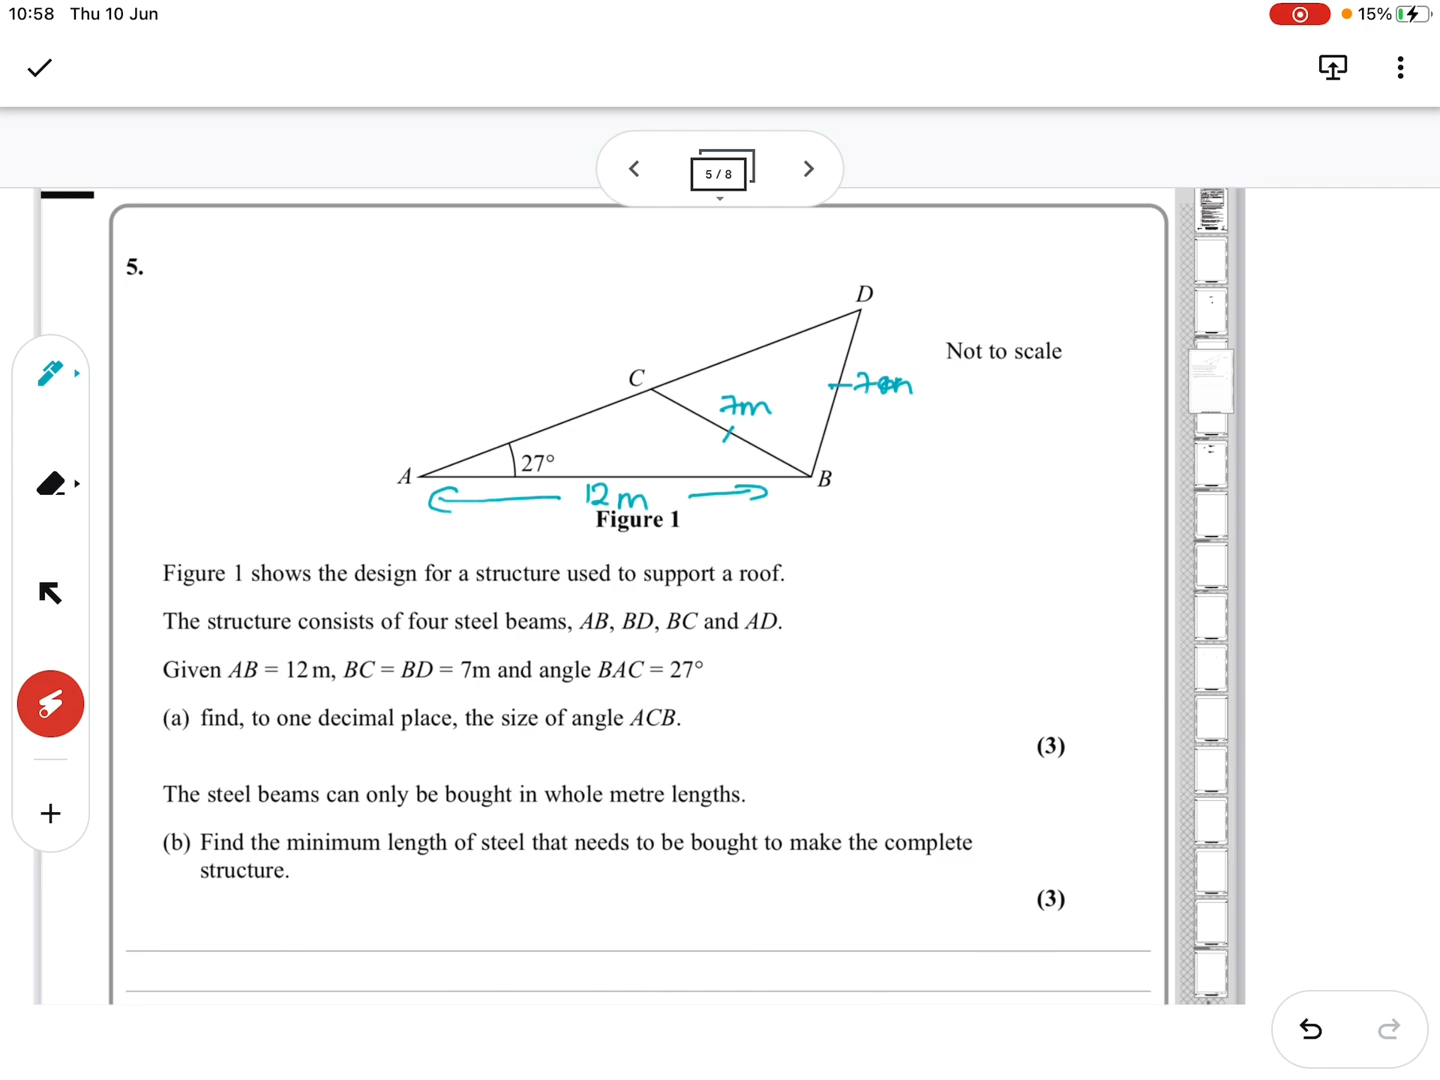 10:58 Thu 10 Jun
15%
5 / 8
5.
D
Not to scale
C
7m
27°
A
B
12m
Figure 1
Figure 1 shows the design for a structure used to support a roof.
The structure consists of four steel beams, AB, BD, BC and AD.
Given AB = 12 m, BC = BD = 7m and angle BAC = 27°
(a) find, to one decimal place, the size of angle ACB.
(3)
The steel beams can only be bought in whole metre lengths.
(b) Find the minimum length of steel that needs to be bought to make the complete
structure.
(3)